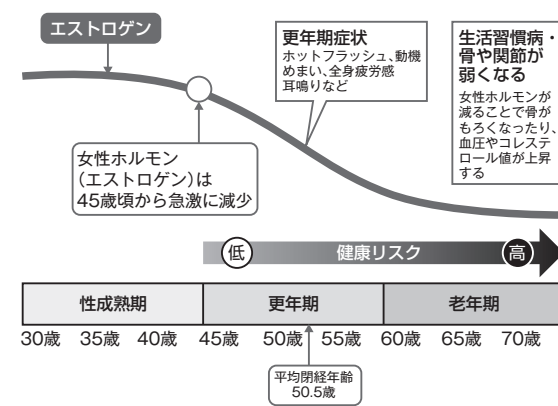 エストロゲン
更年期症状
ホットフラッシュ、動機
めまい、全身疲労感
耳鳴りなど
生活習慣病・
骨や関節が
弱くなる
女性ホルモンが
減ることで骨が
もろくなったり、
血圧やコレステ
ロール値が上昇
する
女性ホルモン
（エストロゲン）は
45歳頃から急激に減少
低 健康リスク 高
性成熟期 更年期 老年期
30歳 35歳 40歳 45歳 50歳 55歳 60歳 65歳 70歳
平均閉経年齢
50.5歳